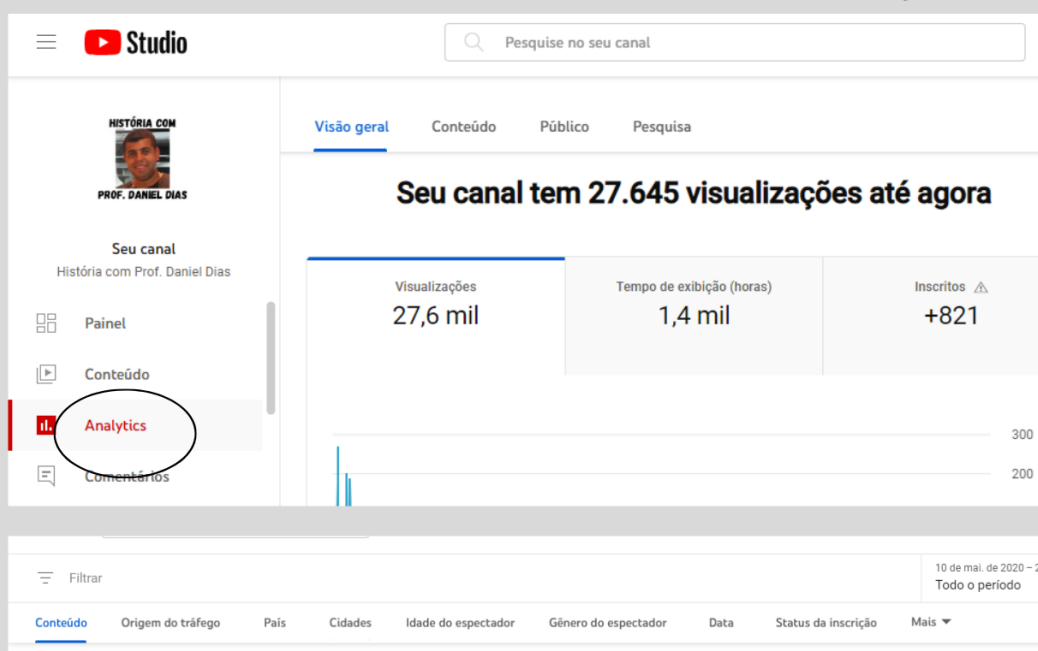 Studio
Pesquise no seu canal
HISTÓRIA COM
PROF. DANIEL DIAS
Seu canal
História com Prof. Daniel Dias
Painel
Conteúdo
Analytics
Comentários
Visão geral Conteúdo Público Pesquisa
Seu canal tem 27.645 visualizações até agora
Visualizações
27,6 mil
Tempo de exibição (horas)
1,4 mil
Inscritos
+821
300
200
Filtrar
10 de mai. de 2020 –
Todo o período
Conteúdo Origem do tráfego País Cidades Idade do espectador Gênero do espectador Data Status da inscrição Mais